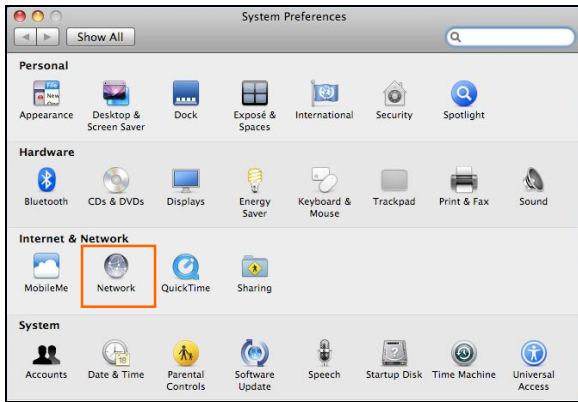 System Preferences
Show All
Personal
Appearance
Desktop &
Screen Saver
Dock
Exposé &
Spaces
International
Security
Spotlight
Hardware
Bluetooth
CDs & DVDs
Displays
Energy
Saver
Keyboard &
Mouse
Trackpad
Print & Fax
Sound
Internet & Network
MobileMe
Network
QuickTime
Sharing
System
Accounts
Date & Time
Parental
Controls
Software
Update
Speech
Startup Disk
Time Machine
Universal
Access